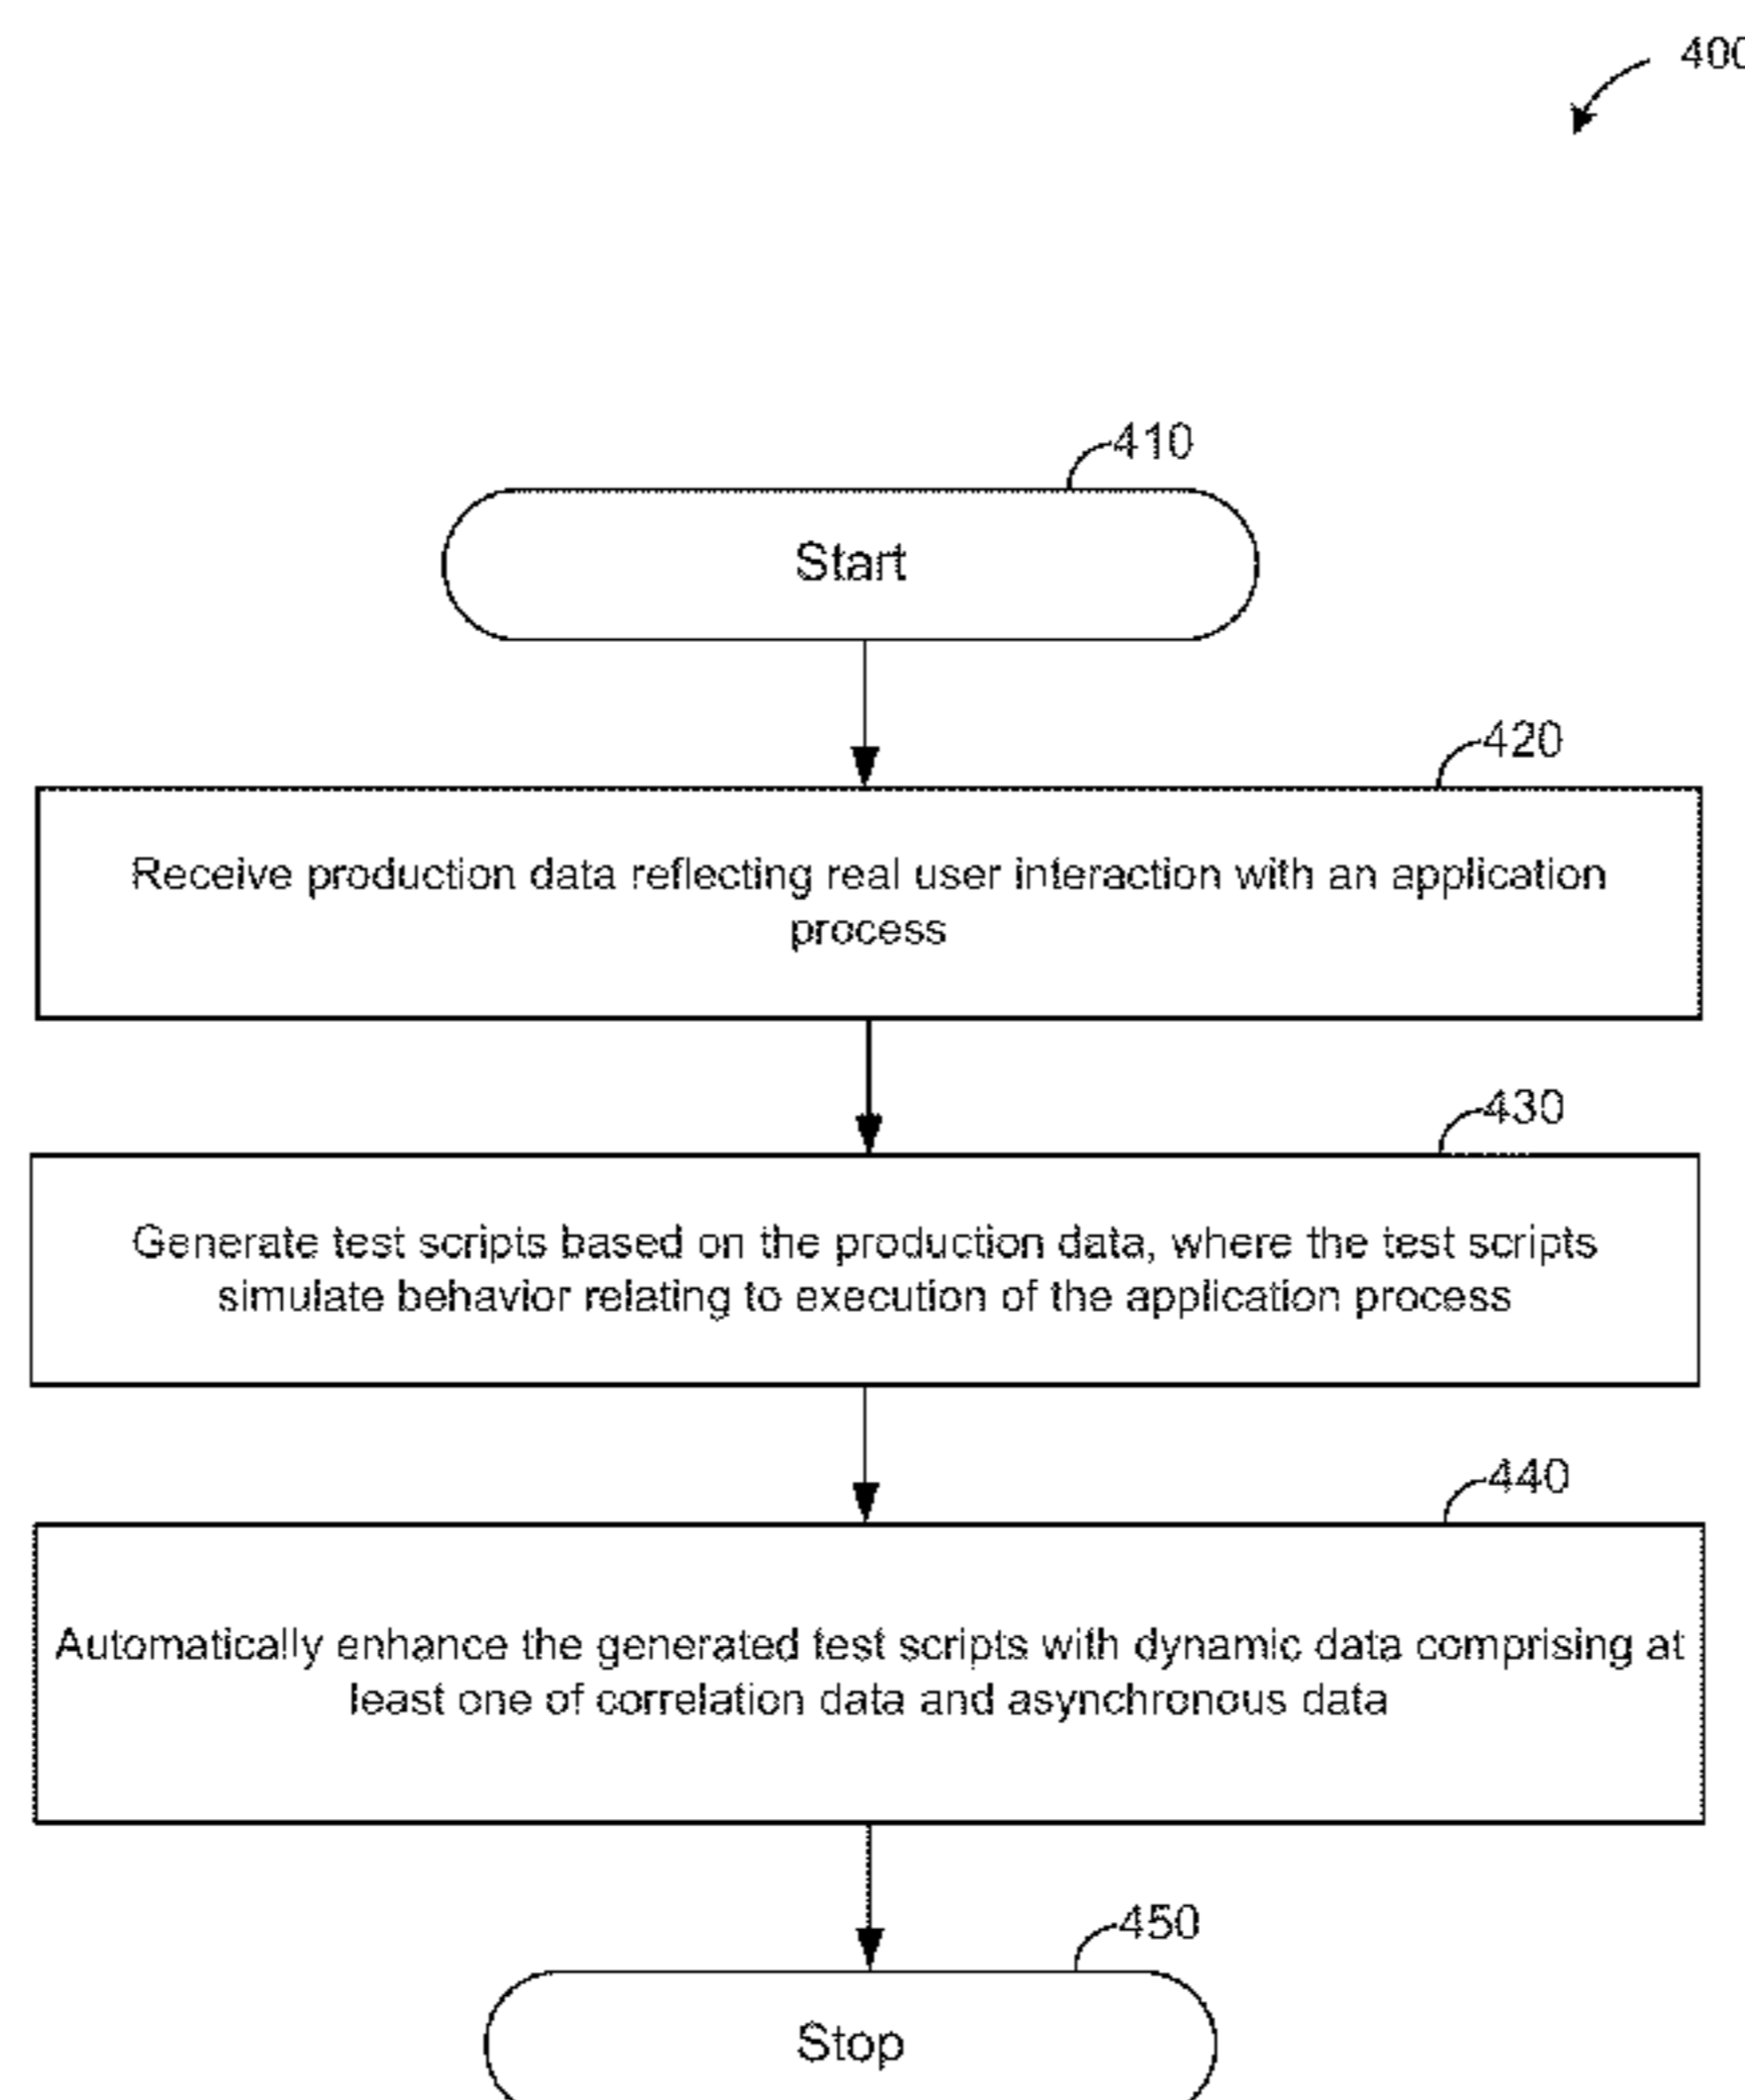 400
410
Start
420
Receive production data reflecting real user interaction with an application
process
430
Generate test scripts based on the production data, where the test scripts
simulate behavior relating to execution of the application process
440
Automatically enhance the generated test scripts with dynamic data comprising at
least one of correlation data and asynchronous data
450
Stop